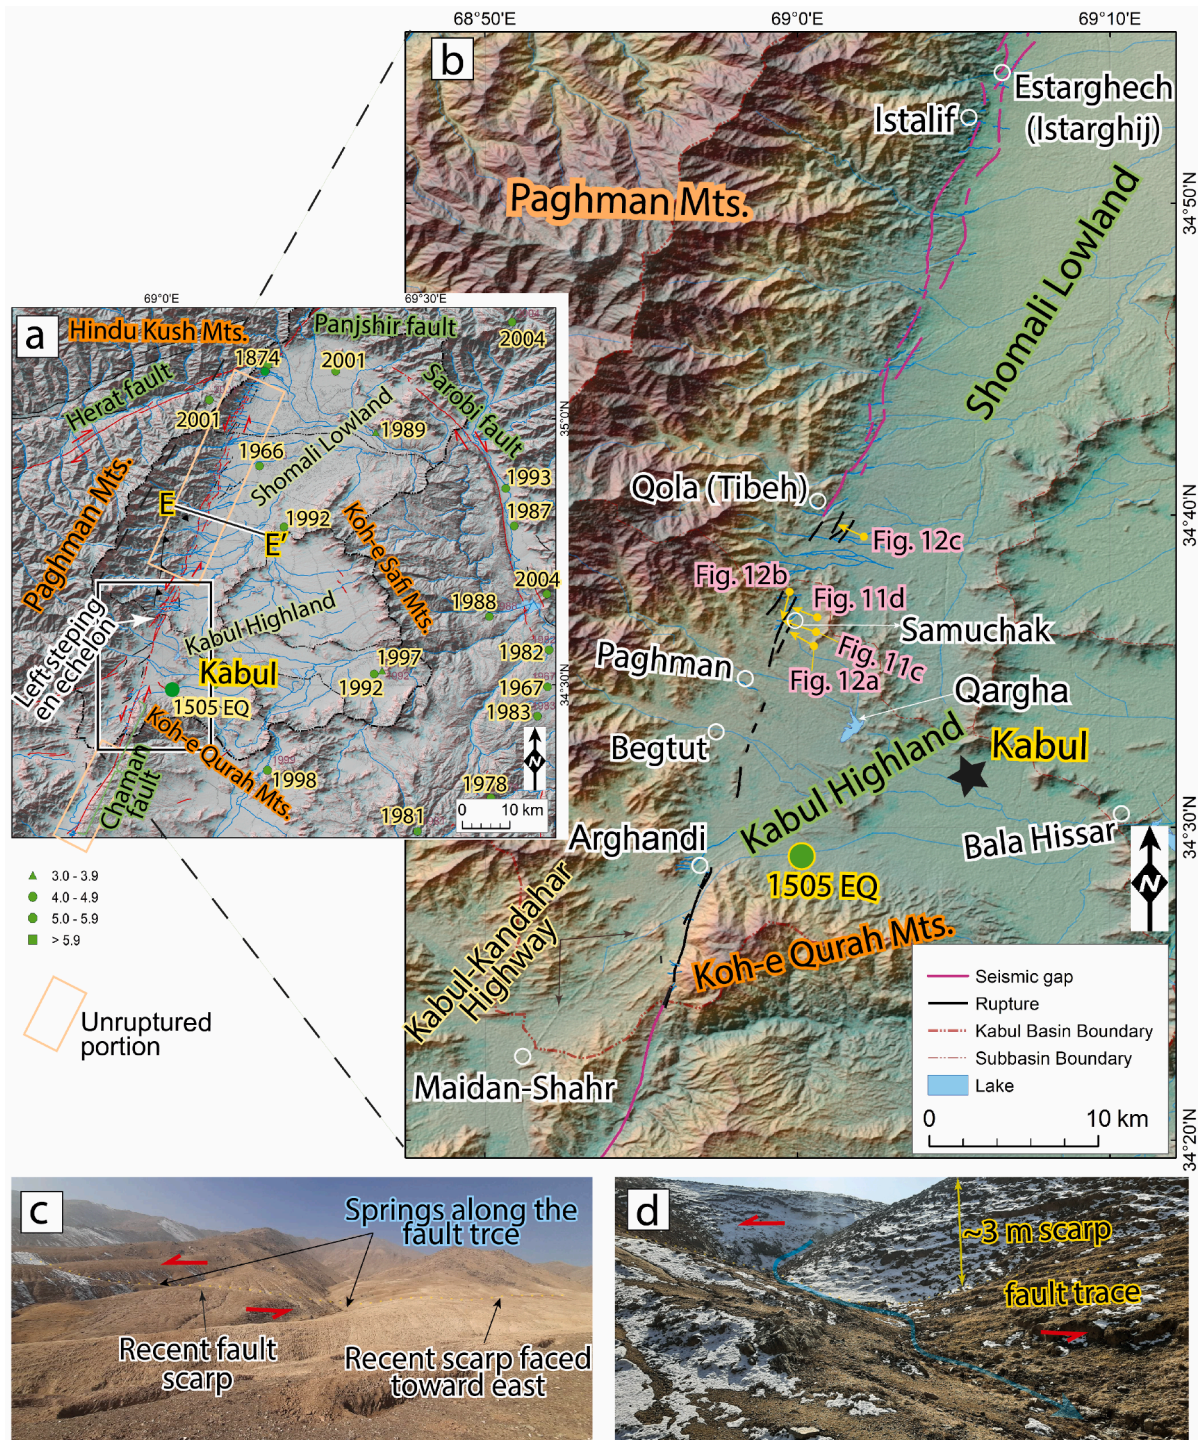 68°50'E
69°0'E
69°10'E
b
Estarghech
(Istarghij)
Istalif
Paghman Mts.
34°50'N
Shomali Lowland
Qola (Tibeh)
34°40'N
Fig. 12c
Fig. 12b
Fig. 11d
Samuchak
Fig. 11c
Fig. 12a
Paghman
Qargha
Begtut
Kabul
Kabul Highland
34°30'N
Bala Hissar
Arghandi
1505 EQ
N
Kabul-Kandahar
Highway
Koh-e Qurah Mts.
Maidan-Shahr
Seismic gap
Rupture
Kabul Basin Boundary
Subbasin Boundary
Lake
0 10 km
34°20'N
69°0'E
69°30'E
a
Hindu Kush Mts.
Panjshir fault
2004
1874
2001
Herat fault
2001
Sarobi fault
35°0'N
1989
1966
Shomali Lowland
Paghman Mts.
1993
E
1987
1992
E'
Koh-e Safi Mts.
2004
1988
Left-steping
en echelon
Kabul Highland
1982
Kabul
1997
1992
1992
34°30'N
1967
1505 EQ
1983
Koh-e Qurah Mts.
Chaman
fault
1998
N
1978
1981
0 10 km
3.0 - 3.9
4.0 - 4.9
5.0 - 5.9
> 5.9
Unruptured
portion
c
Springs along the
fault trce
Recent fault
scarp
Recent scarp faced
toward east
d
~3 m scarp
fault trace